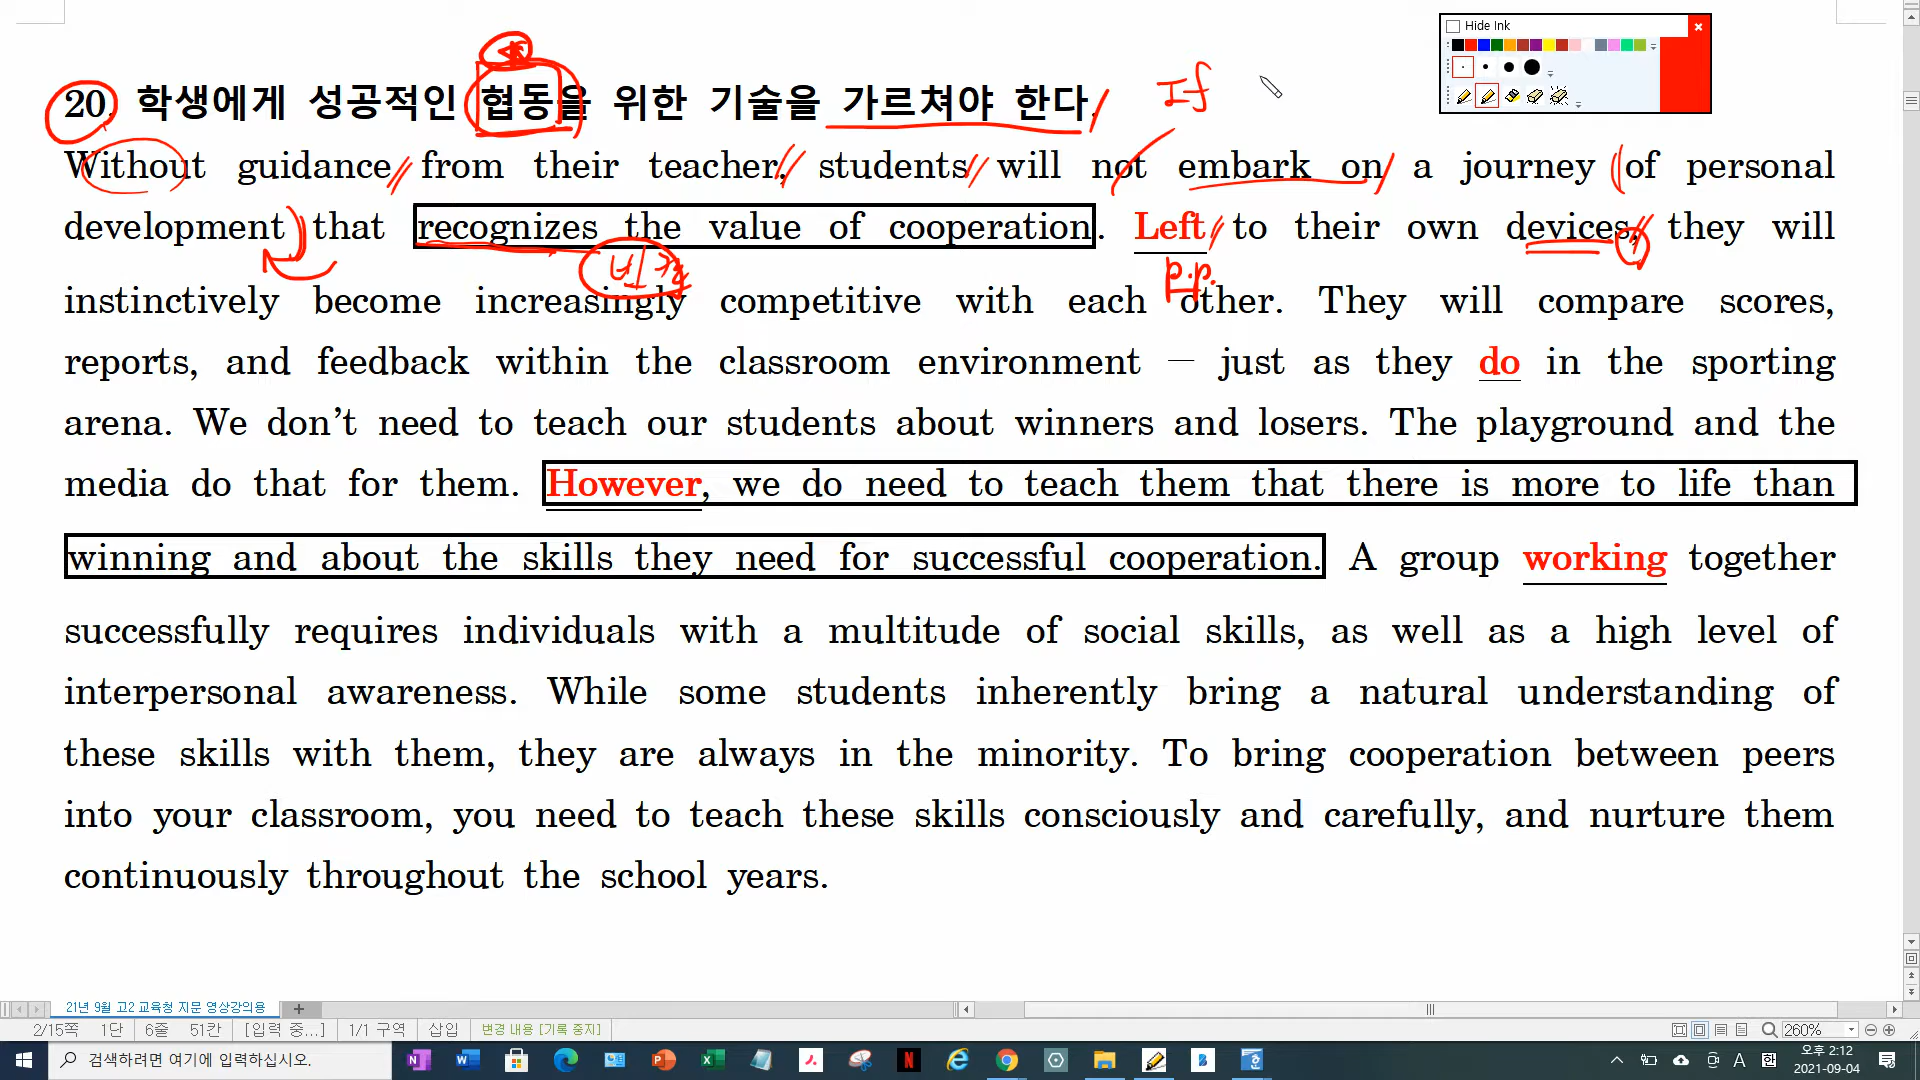 Hide Ink
20. 학생에게 성공적인 협동을 위한 기술을 가르쳐야 한다.
If
Without guidance from their teacher, students will not embark on a journey of personal
development that recognizes the value of cooperation. Left to their own devices, they will
p.p.
instinctively become increasingly competitive with each other. They will compare scores,
reports, and feedback within the classroom environment — just as they do in the sporting
arena. We don't need to teach our students about winners and losers. The playground and the
media do that for them. However, we do need to teach them that there is more to life than
winning and about the skills they need for successful cooperation. A group working together
successfully requires individuals with a multitude of social skills, as well as a high level of
interpersonal awareness. While some students inherently bring a natural understanding of
these skills with them, they are always in the minority. To bring cooperation between peers
into your classroom, you need to teach these skills consciously and carefully, and nurture them
continuously throughout the school years.
21년 9월 고2 교육청 지문 영상강의용
2/15쪽 1단 6줄 51칸 [입력 중...] 1/1 구역 삽입 변경 내용 [기록 중지] 260%
검색하려면 여기에 입력하십시오. A 한 오후 2:12
2021-09-04